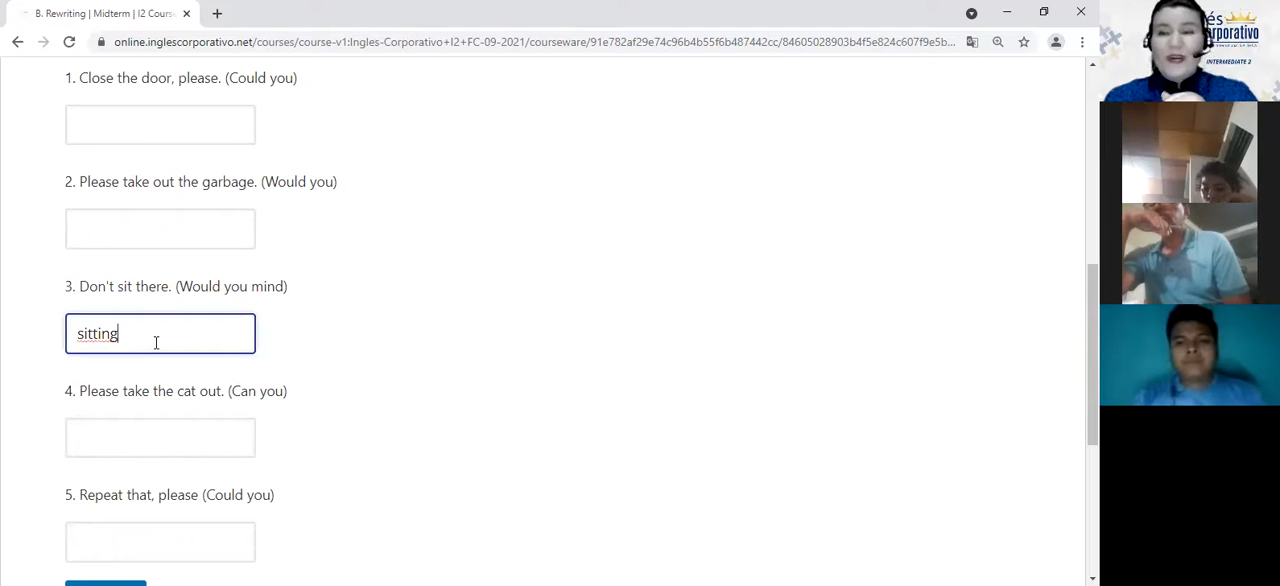 B. Rewriting | Midterm | I2 Cours
online.inglescorporativo.net/courses/course-v1:Ingles-Corporativo+I2+FC-09-2021/courseware/91e782af29e74c96b4b55f6b487442cc/84605028903b4f5e824c607f9e5b...
és
orporativo
INTERMEDIATE 2
1. Close the door, please. (Could you)
2. Please take out the garbage. (Would you)
3. Don't sit there. (Would you mind)
sitting
4. Please take the cat out. (Can you)
5. Repeat that, please (Could you)